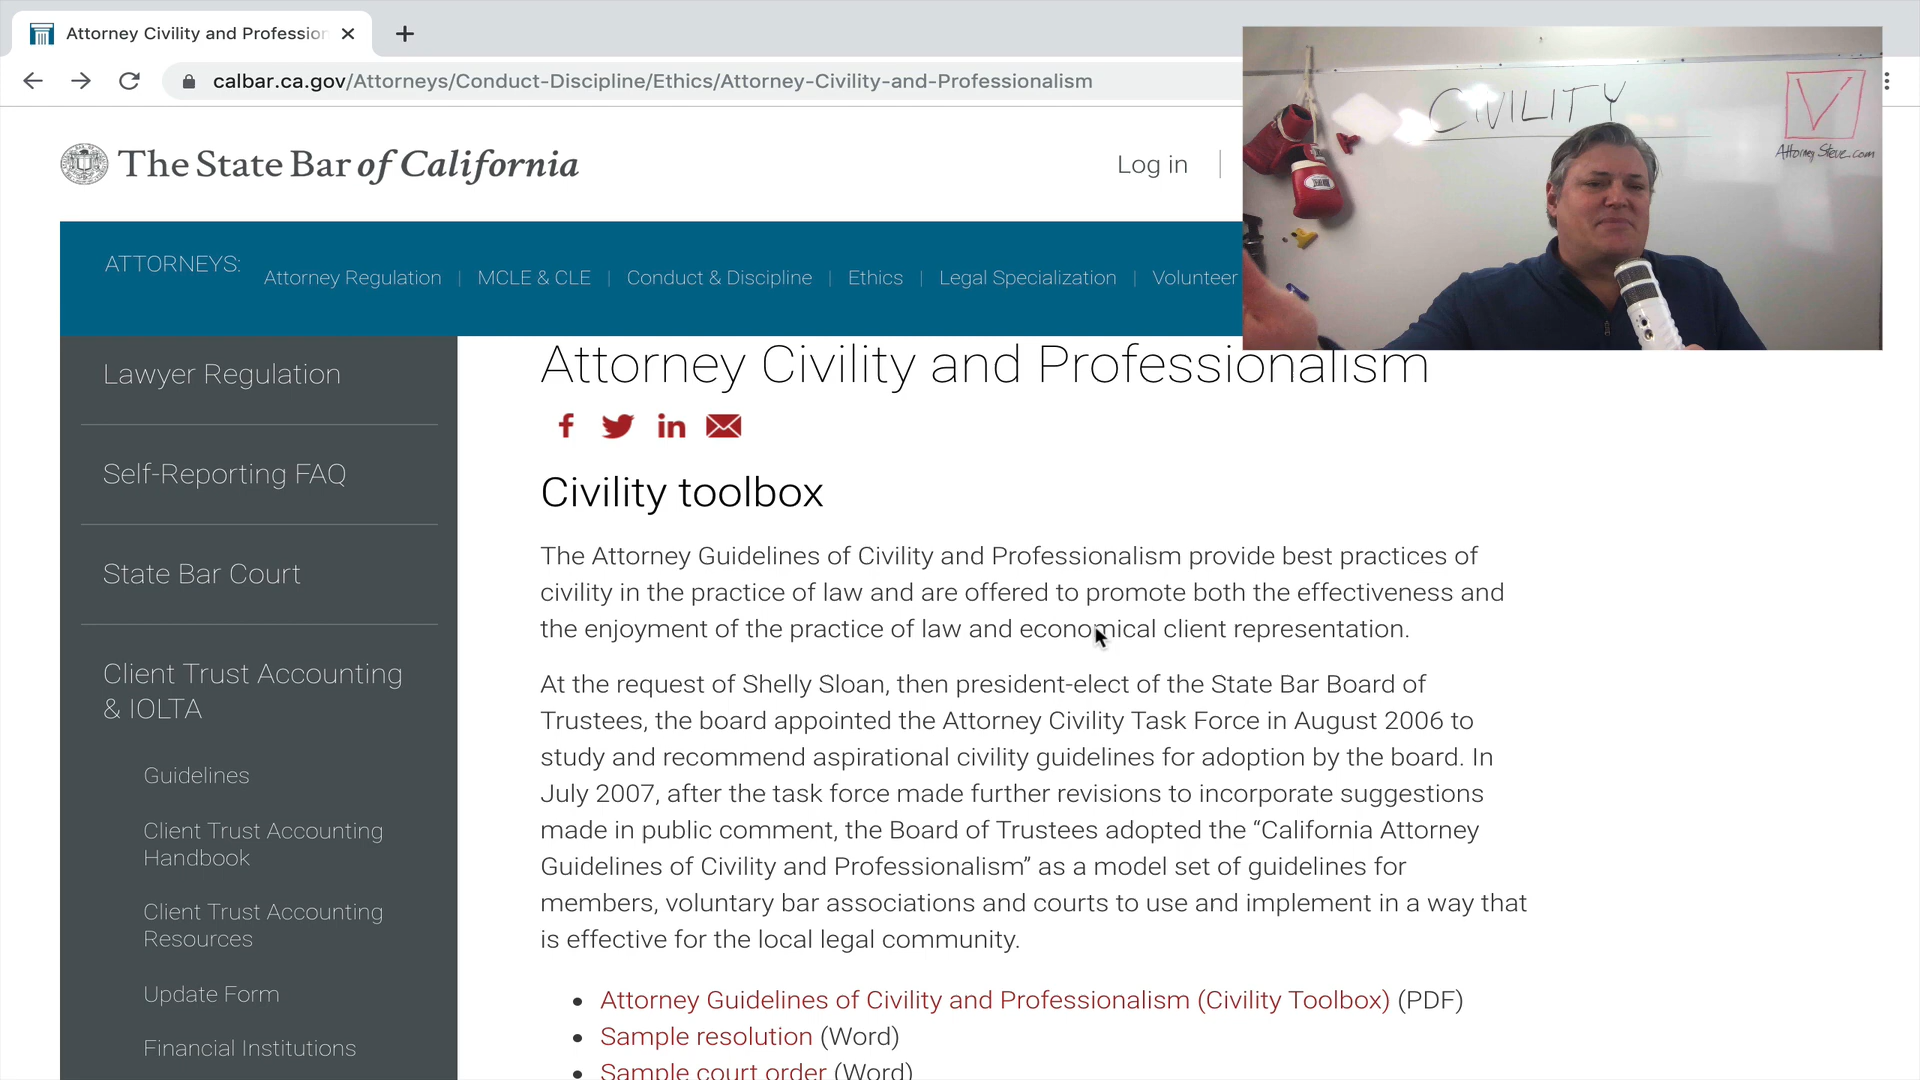 Attorney Civility and Profession
calbar.ca.gov/Attorneys/Conduct-Discipline/Ethics/Attorney-Civility-and-Professionalism
The State Bar of California
Log in
CIVILITY
V
Attorney Steve.com
ATTORNEYS:
Attorney Regulation | MCLE & CLE | Conduct & Discipline | Ethics | Legal Specialization | Volunteer
Lawyer Regulation
Self-Reporting FAQ
State Bar Court
Client Trust Accounting
& IOLTA
Guidelines
Client Trust Accounting
Handbook
Client Trust Accounting
Resources
Update Form
Financial Institutions
Attorney Civility and Professionalism
Civility toolbox
The Attorney Guidelines of Civility and Professionalism provide best practices of
civility in the practice of law and are offered to promote both the effectiveness and
the enjoyment of the practice of law and economical client representation.
At the request of Shelly Sloan, then president-elect of the State Bar Board of
Trustees, the board appointed the Attorney Civility Task Force in August 2006 to
study and recommend aspirational civility guidelines for adoption by the board. In
July 2007, after the task force made further revisions to incorporate suggestions
made in public comment, the Board of Trustees adopted the “California Attorney
Guidelines of Civility and Professionalism” as a model set of guidelines for
members, voluntary bar associations and courts to use and implement in a way that
is effective for the local legal community.
• Attorney Guidelines of Civility and Professionalism (Civility Toolbox) (PDF)
• Sample resolution (Word)
• Sample court order (Word)